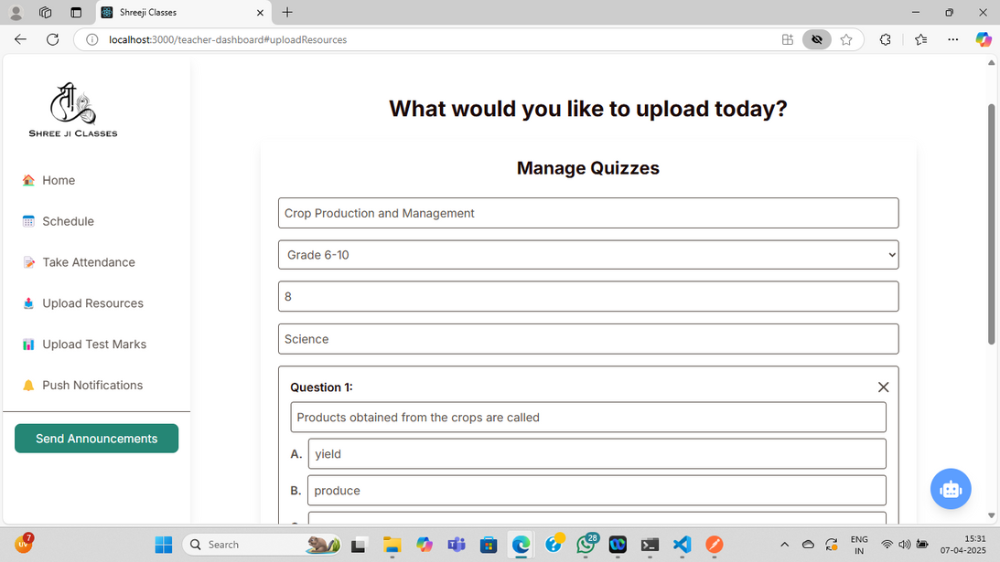 Shreeji Classes
localhost:3000/teacher-dashboard#uploadResources
श्री
SHREE JI CLASSES
Home
Schedule
Take Attendance
Upload Resources
Upload Test Marks
Push Notifications
Send Announcements
What would you like to upload today?
Manage Quizzes
Crop Production and Management
Grade 6-10
8
Science
Question 1:
Products obtained from the crops are called
A. yield
B. produce
7
Search
28
ENG
IN
15:31
07-04-2025